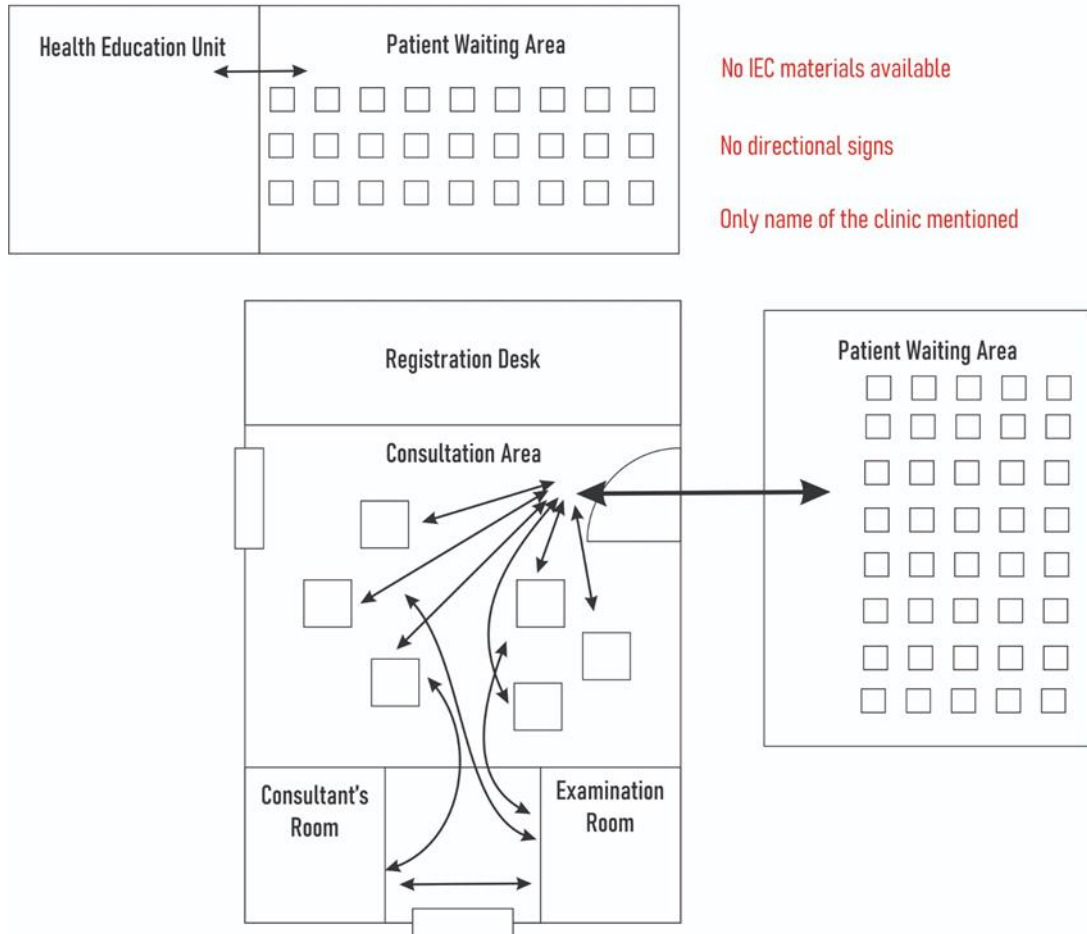 Health Education Unit
Patient Waiting Area
No IEC materials available
No directional signs
Only name of the clinic mentioned
Registration Desk
Patient Waiting Area
Consultation Area
Consultant's
Room
Examination
Room